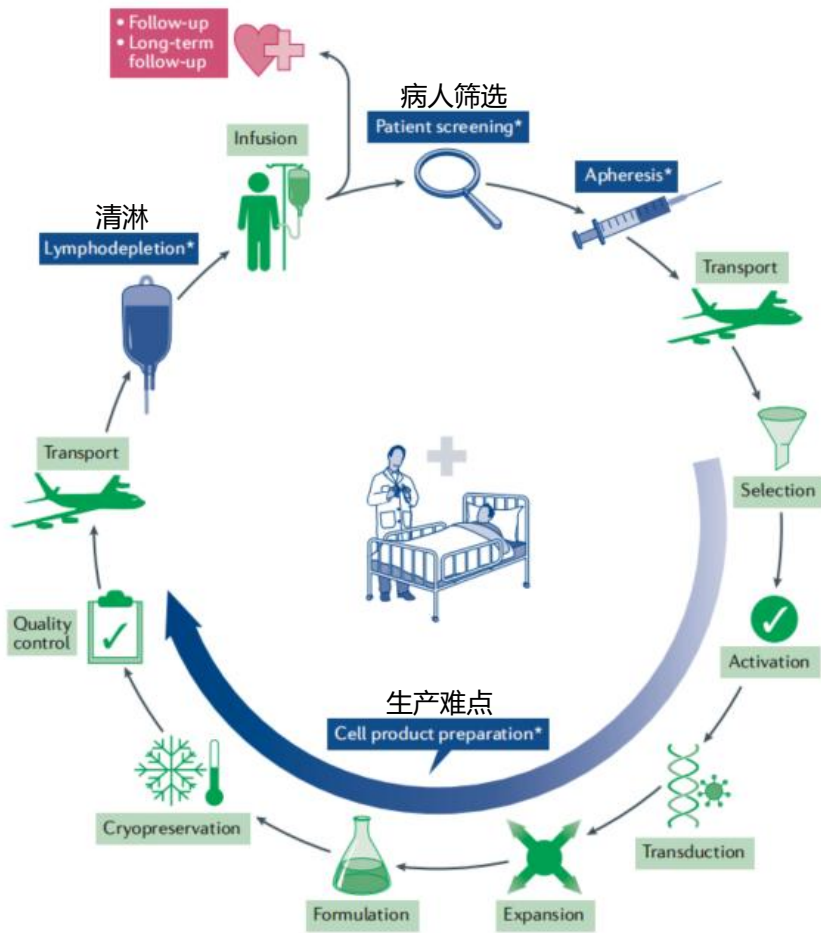 • Follow-up
• Long-term
follow-up
病人筛选
Patient screening*
Infusion
Apheresis*
清淋
Lymphodepletion*
Transport
Transport
Selection
Quality
control
Activation
生产难点
Cell product preparation*
Cryopreservation
Transduction
Formulation
Expansion